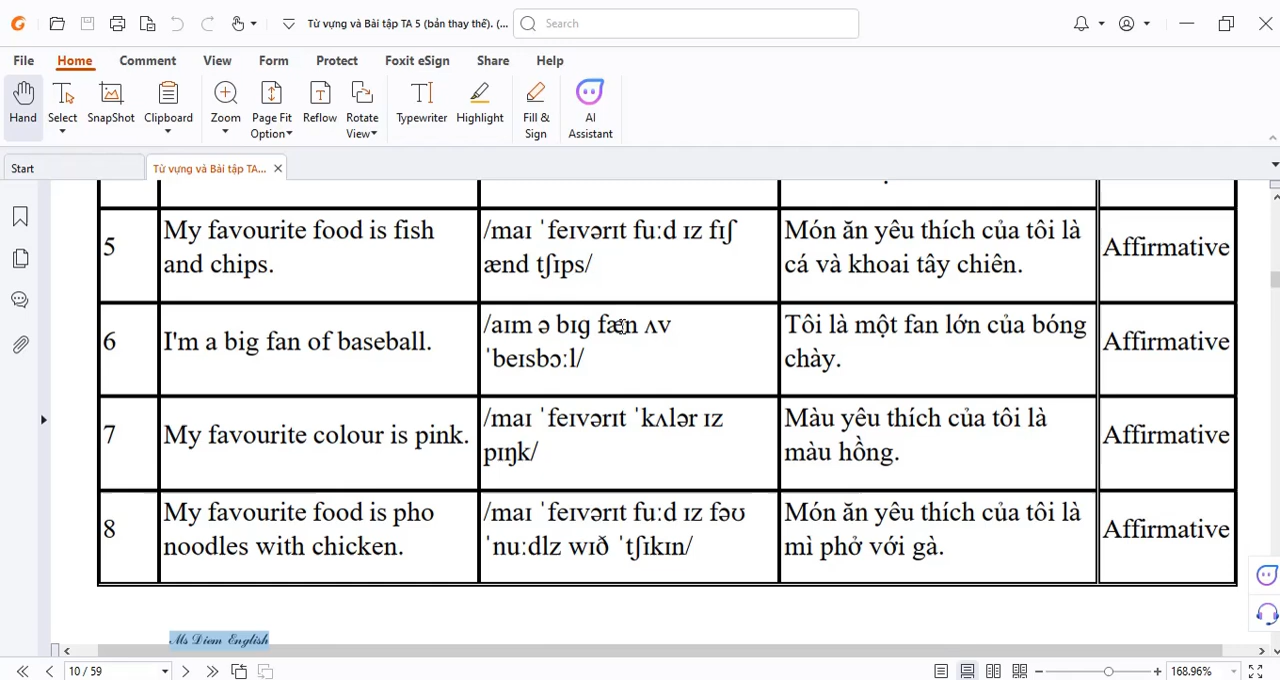 Từ vựng và Bài tập TA 5 (bản thay thế). (...
Search
File Home Comment View Form Protect Foxit eSign Share Help
Hand Select SnapShot Clipboard Zoom Page Fit Option Reflow Rotate View Typewriter Highlight Fill & Sign AI Assistant
Start
Từ vựng và Bài tập TA...
5
My favourite food is fish
and chips.
/maɪ ˈfeɪvərɪt fuːd ɪz fɪʃ
ænd tʃɪps/
Món ăn yêu thích của tôi là
cá và khoai tây chiên.
Affirmative
6
I'm a big fan of baseball.
/aɪm ə bɪɡ fæn ʌv
ˈbeɪsbɔːl/
Tôi là một fan lớn của bóng
chày.
Affirmative
7
My favourite colour is pink.
/maɪ ˈfeɪvərɪt ˈkʌlər ɪz
pɪŋk/
Màu yêu thích của tôi là
màu hồng.
Affirmative
8
My favourite food is pho
noodles with chicken.
/maɪ ˈfeɪvərɪt fuːd ɪz fəʊ
ˈnuːdlz wɪð ˈtʃɪkɪn/
Món ăn yêu thích của tôi là
mì phở với gà.
Affirmative
Ms Diem English
10 / 59
168.96%